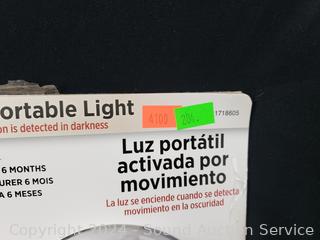 ortable Light
on is detected in darkness
4100
204.
1718605
6 MONTHS
URER 6 MOIS
A 6 MESES
Luz portátil
activada por
movimiento
La luz se enciende cuando se detecta
movimiento en la oscuridad
Copyright 2024 - Sound Auction Service